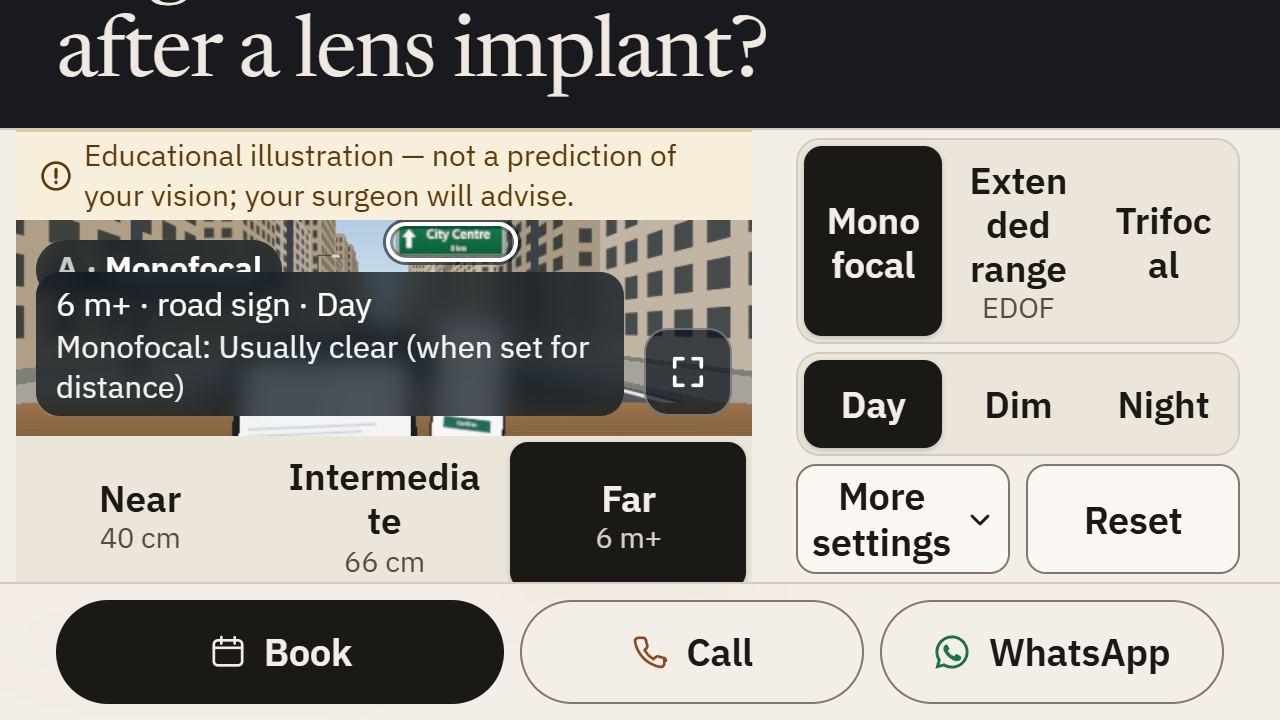 after a lens implant?
Educational illustration — not a prediction of
your vision; your surgeon will advise.
City Centre
A · Monofocal
6 m+ · road sign · Day
Monofocal: Usually clear (when set for
distance)
Near
40 cm
Intermedia
te
66 cm
Far
6 m+
Mono
focal
Exten
ded
range
EDOF
Trifoc
al
Day
Dim
Night
More
settings
Reset
Book
Call
WhatsApp